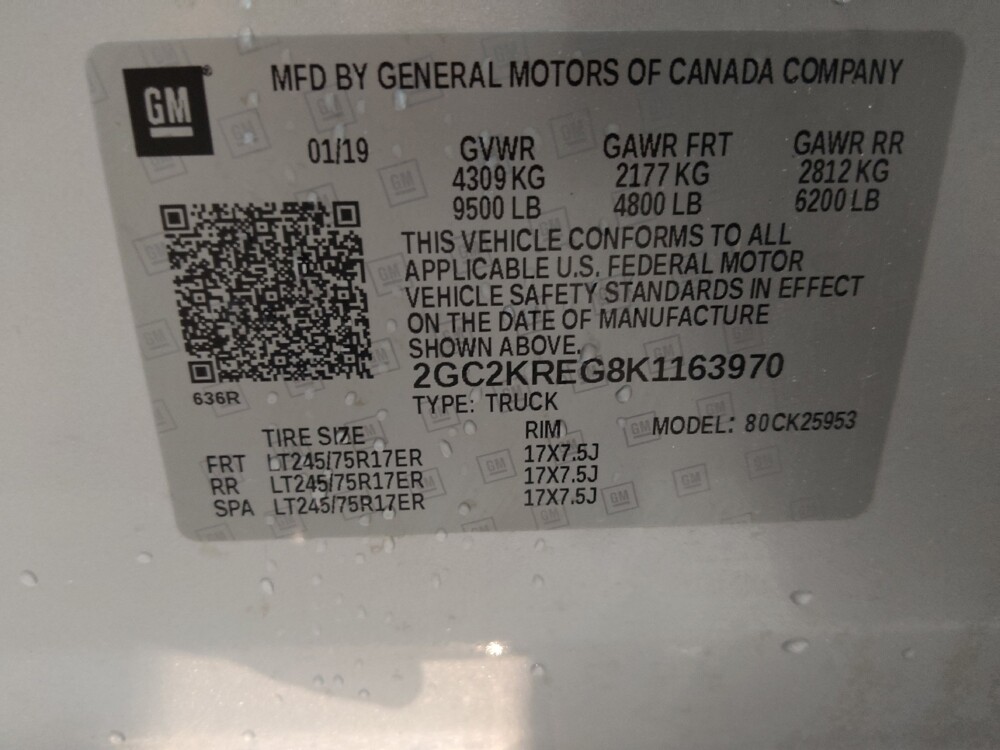 GM
MFD BY GENERAL MOTORS OF CANADA COMPANY
01/19 GVWR GAWR FRT GAWR RR
4309 KG 2177 KG 2812 KG
9500 LB 4800 LB 6200 LB
THIS VEHICLE CONFORMS TO ALL
APPLICABLE U.S. FEDERAL MOTOR
VEHICLE SAFETY STANDARDS IN EFFECT
ON THE DATE OF MANUFACTURE
SHOWN ABOVE.
2GC2KREG8K1163970
636R
TYPE: TRUCK
TIRE SIZE RIM MODEL: 80CK25953
FRT LT245/75R17ER 17X7.5J
RR LT245/75R17ER 17X7.5J
SPA LT245/75R17ER 17X7.5J